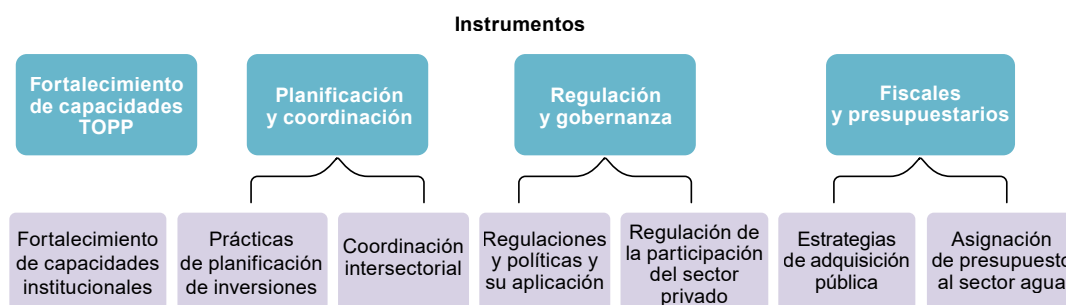 Instrumentos
Fortalecimiento
de capacidades
TOPP
Planificación
y coordinación
Regulación
y gobernanza
Fiscales
y presupuestarios
Fortalecimiento
de capacidades
institucionales
Prácticas
de planificación
de inversiones
Coordinación
intersectorial
Regulaciones
y políticas y
su aplicación
Regulación de
la participación
del sector
privado
Estrategias
de adquisición
pública
Asignación
de presupuesto
al sector agua